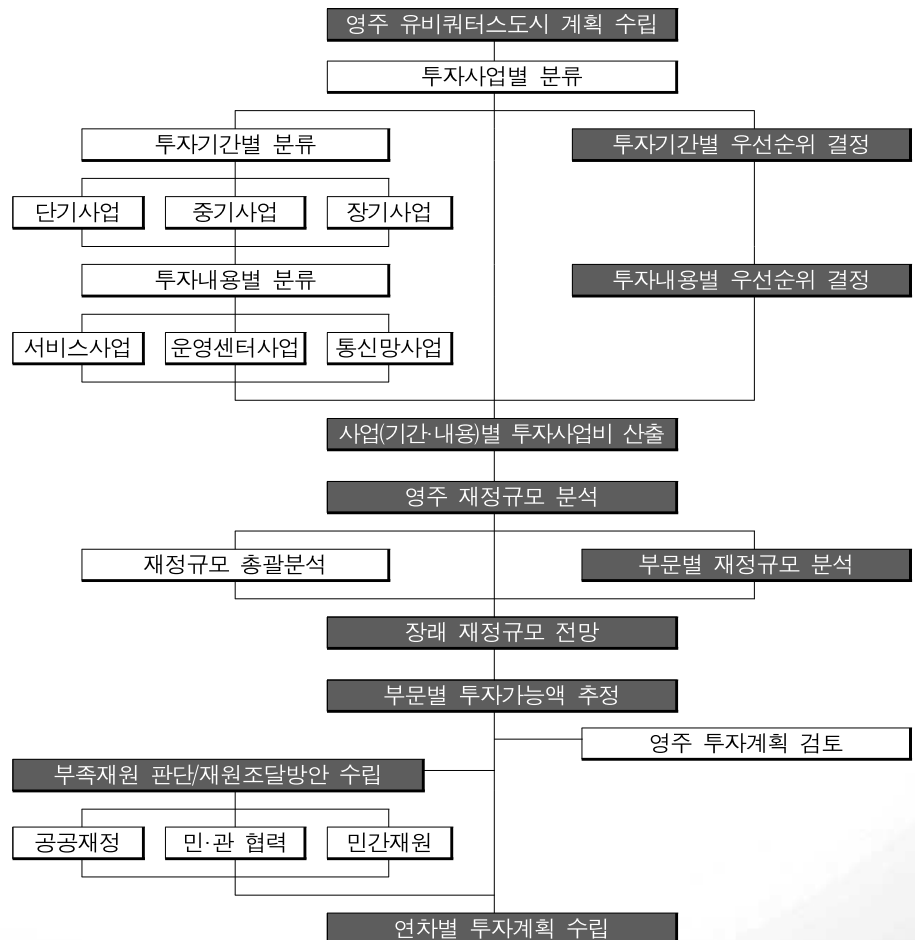 영주 유비쿼터스도시 계획 수립
투자사업별 분류
투자기간별 분류
투자기간별 우선순위 결정
단기사업
중기사업
장기사업
투자내용별 분류
투자내용별 우선순위 결정
서비스사업
운영센터사업
통신망사업
사업(기간·내용)별 투자사업비 산출
영주 재정규모 분석
재정규모 총괄분석
부문별 재정규모 분석
장래 재정규모 전망
부문별 투자가능액 추정
영주 투자계획 검토
부족재원 판단/재원조달방안 수립
공공재정
민·관 협력
민간재원
연차별 투자계획 수립